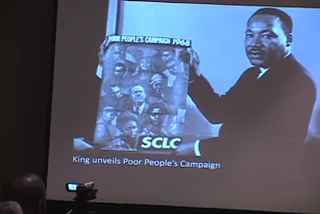 POOR PEOPLE'S CAMPAIGN 1968
SCLC
King unveils Poor People's Campaign